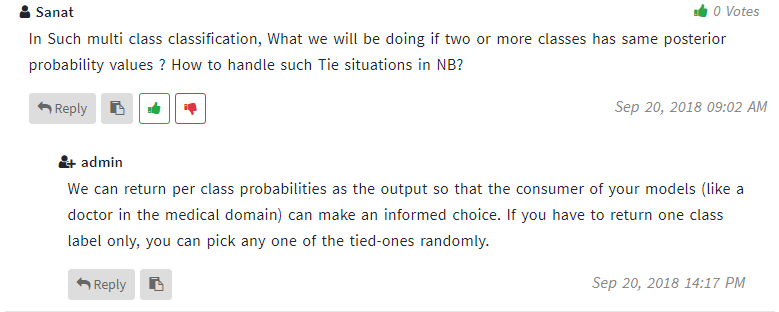 Sanat
0 Votes
In Such multi class classification, What we will be doing if two or more classes has same posterior
probability values ? How to handle such Tie situations in NB?
Reply
Sep 20, 2018 09:02 AM
admin
We can return per class probabilities as the output so that the consumer of your models (like a
doctor in the medical domain) can make an informed choice. If you have to return one class
label only, you can pick any one of the tied-ones randomly.
Reply
Sep 20, 2018 14:17 PM